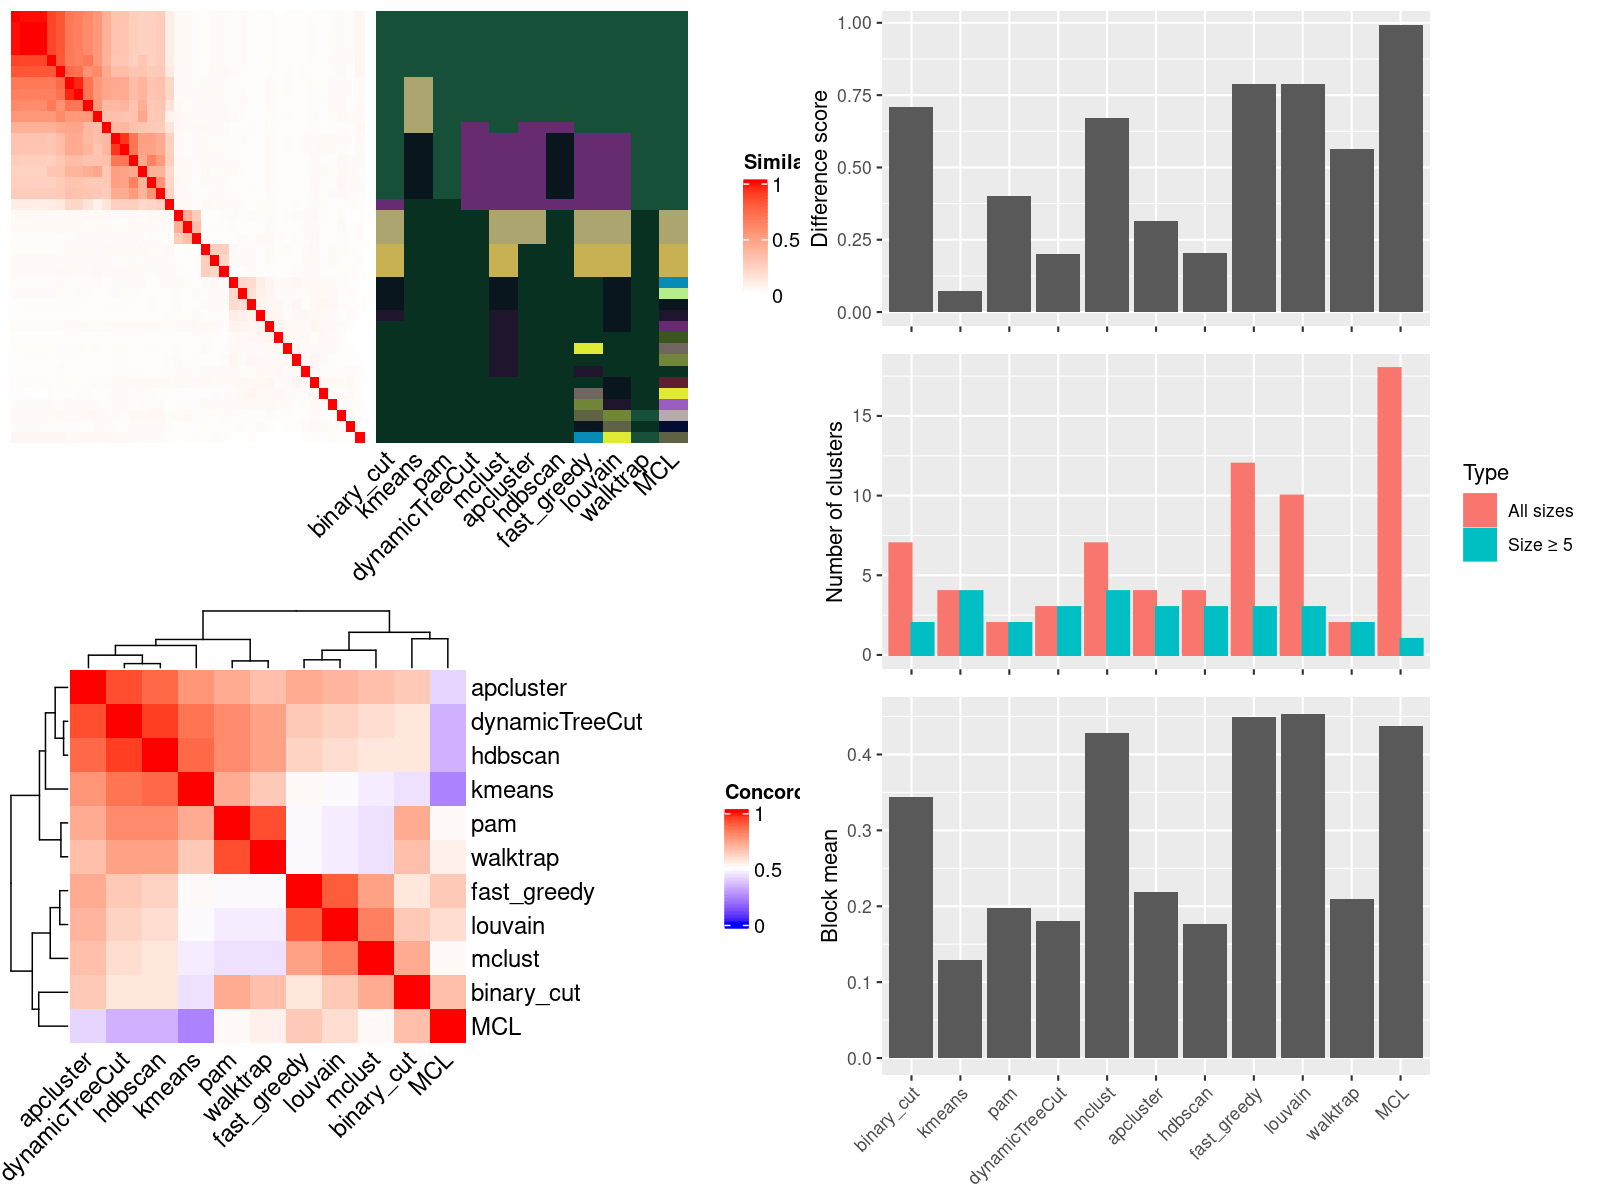 Simila
1
0.5
0
binary_cut
kmeans
pam
dynamicTreeCut
mclust
apcluster
hdbscan
fast_greedy
louvain
walktrap
MCL
Concord
1
0.5
0
apcluster
dynamicTreeCut
hdbscan
kmeans
pam
walktrap
fast_greedy
louvain
mclust
binary_cut
MCL
apcluster
dynamicTreeCut
hdbscan
kmeans
pam
walktrap
fast_greedy
louvain
mclust
binary_cut
MCL
Difference score
1.00
0.75
0.50
0.25
0.00
Number of clusters
15
10
5
0
Type
All sizes
Size ≥ 5
Block mean
0.4
0.3
0.2
0.1
0.0
binary_cut
kmeans
pam
dynamicTreeCut
mclust
apcluster
hdbscan
fast_greedy
louvain
walktrap
MCL